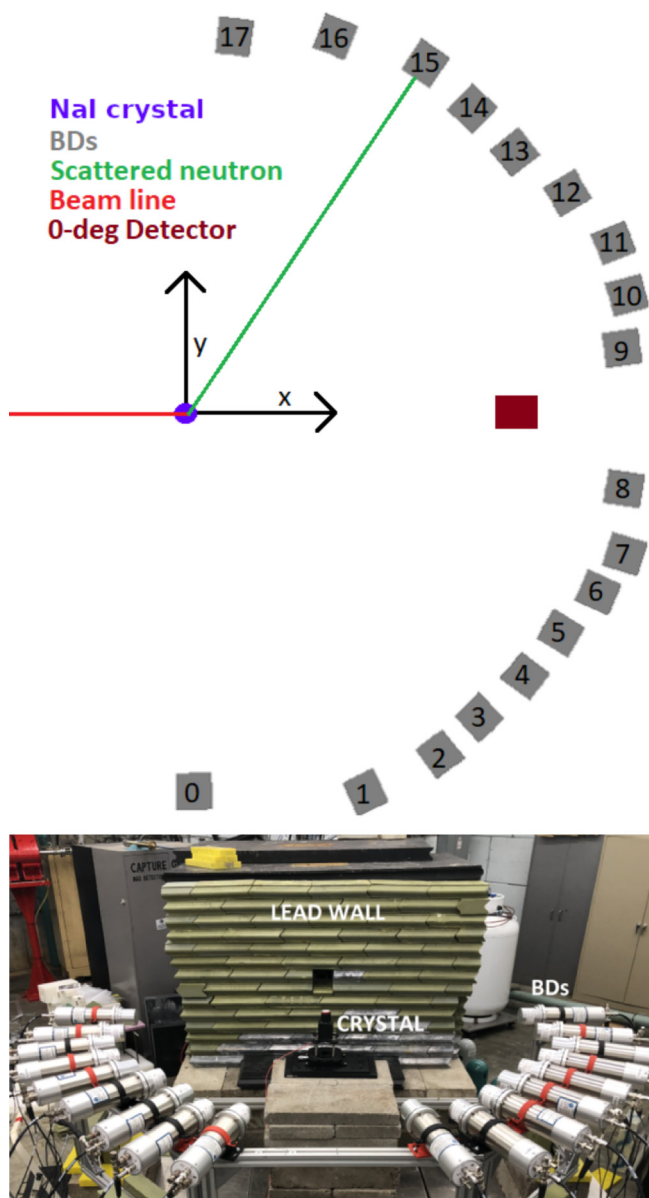 17
16
15
14
13
12
11
10
9
NaI crystal
BDs
Scattered neutron
Beam line
0-deg Detector
y
x
8
7
6
5
4
3
2
1
0
CAPTURE
LEAD WALL
BDs
CRYSTAL